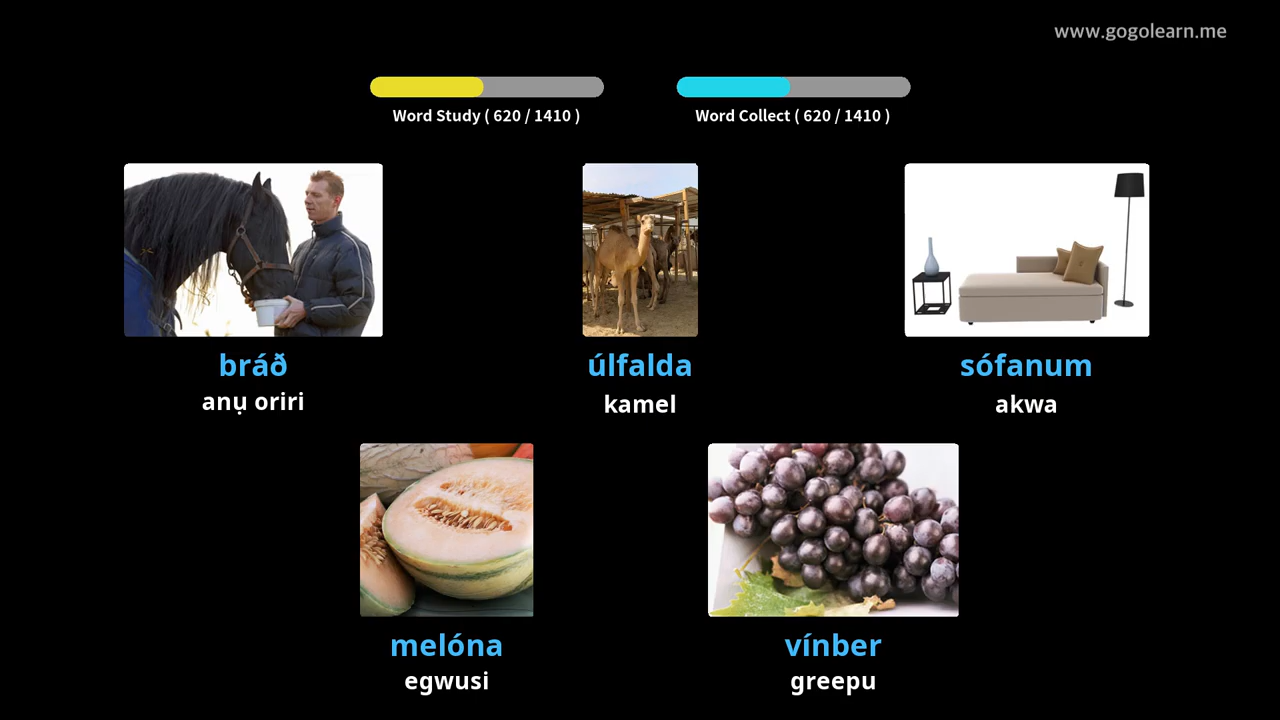 www.gogolearn.me
Word Study ( 620 / 1410 )
Word Collect ( 620 / 1410 )
bráð
anụ oriri
úlfalda
kamel
sófanum
akwa
melóna
egwusi
vínber
greepu